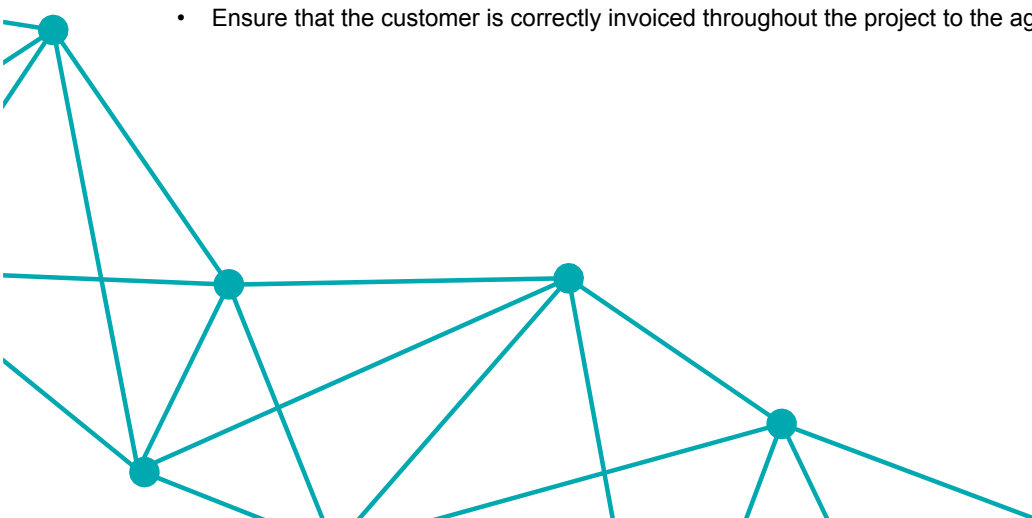 • Ensure that the customer is correctly invoiced throughout the project to the